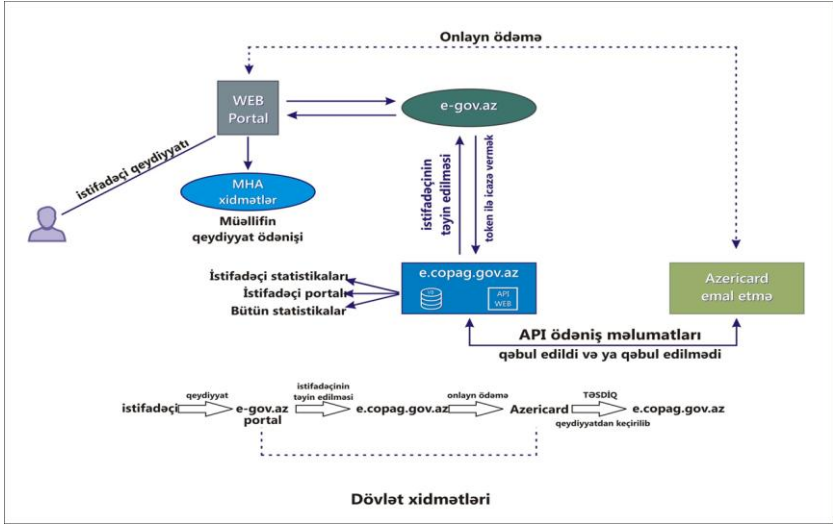 Onlayn ödəmə
WEB
Portal
e-gov.az
istifadəçi qeydiyyatı
MHA
xidmətlər
Müəllifin
qeydiyyat ödənişi
istifadəçinin
təyin edilməsi
token ilə icazə vermək
e.copag.gov.az
API
WEB
Azericard
emal etmə
İstifadəçi statistikaları
İstifadəçi portalı
Bütün statistikalar
API ödəniş məlumatları
qəbul edildi və ya qəbul edilmədi
istifadəçi
qeydiyyat
e-gov.az
portal
istifadəçinin
təyin edilməsi
e.copag.gov.az
onlayn ödəmə
Azericard
TƏSDİQ
qeydiyyatdan keçirilib
e.copag.gov.az
Dövlət xidmətləri